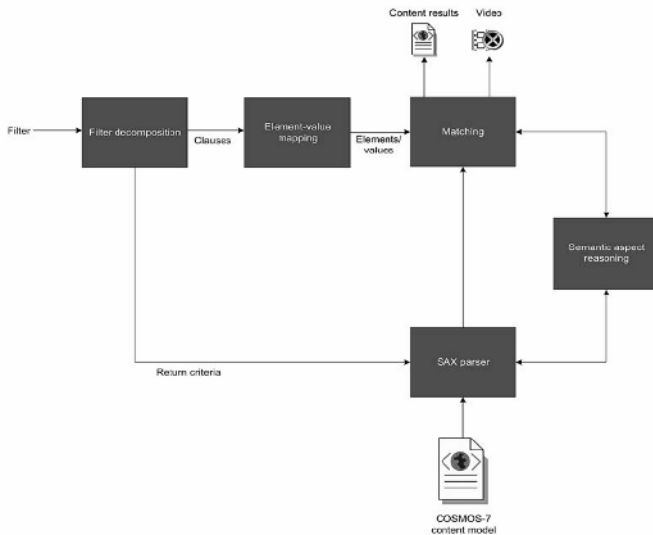 Content results
Video
Filter
Filter decomposition
Clauses
Element-value
mapping
Elements/
values
Matching
Semantic aspect
reasoning
Return criteria
SAX parser
COSMOS-7
content model